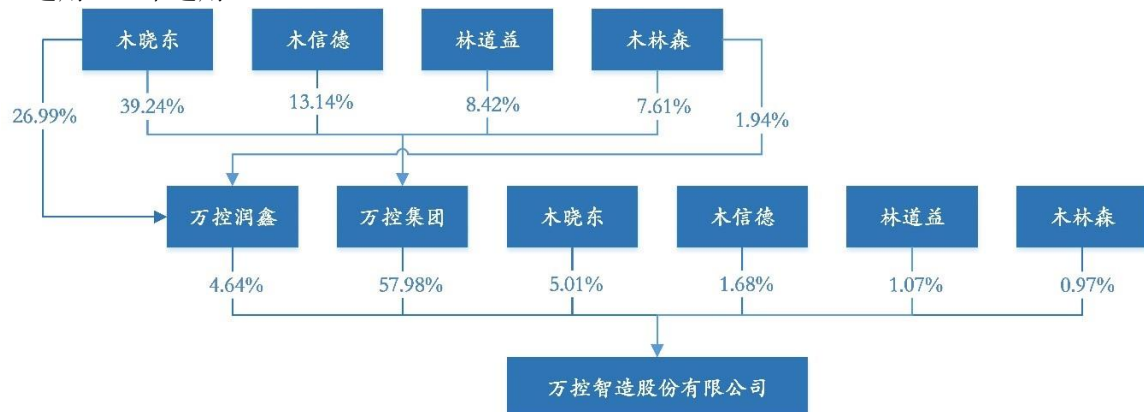 木晓东
木信德
林道益
木林森
26.99%
39.24%
13.14%
8.42%
7.61%
1.94%
万控润鑫
万控集团
木晓东
木信德
林道益
木林森
4.64%
57.98%
5.01%
1.68%
1.07%
0.97%
万控智造股份有限公司